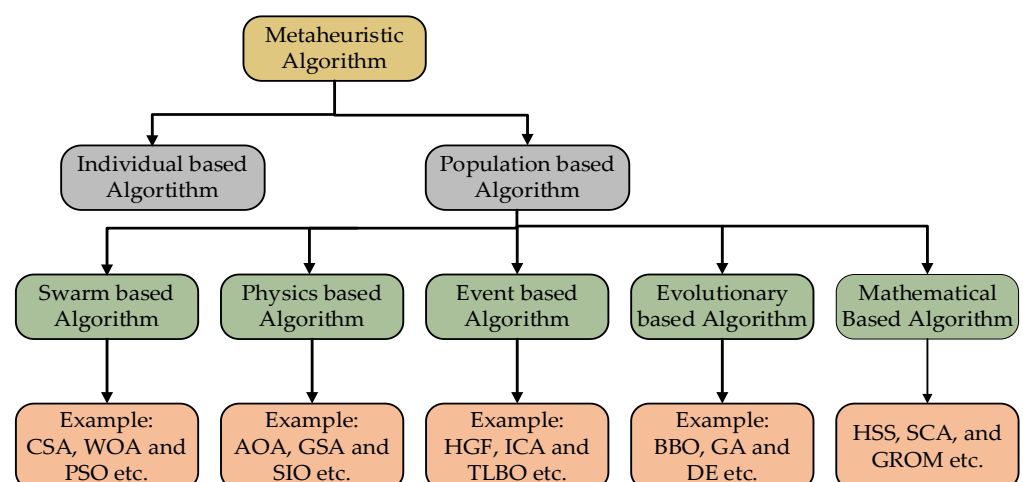 Metaheuristic
Algorithm
Individual based
Algortithm
Population based
Algorithm
Swarm based
Algorithm
Physics based
Algorithm
Event based
Algorithm
Evolutionary
based Algorithm
Mathematical
Based Algorithm
Example:
CSA, WOA and
PSO etc.
Example:
AOA, GSA and
SIO etc.
Example:
HGF, ICA and
TLBO etc.
Example:
BBO, GA and
DE etc.
HSS, SCA, and
GROM etc.